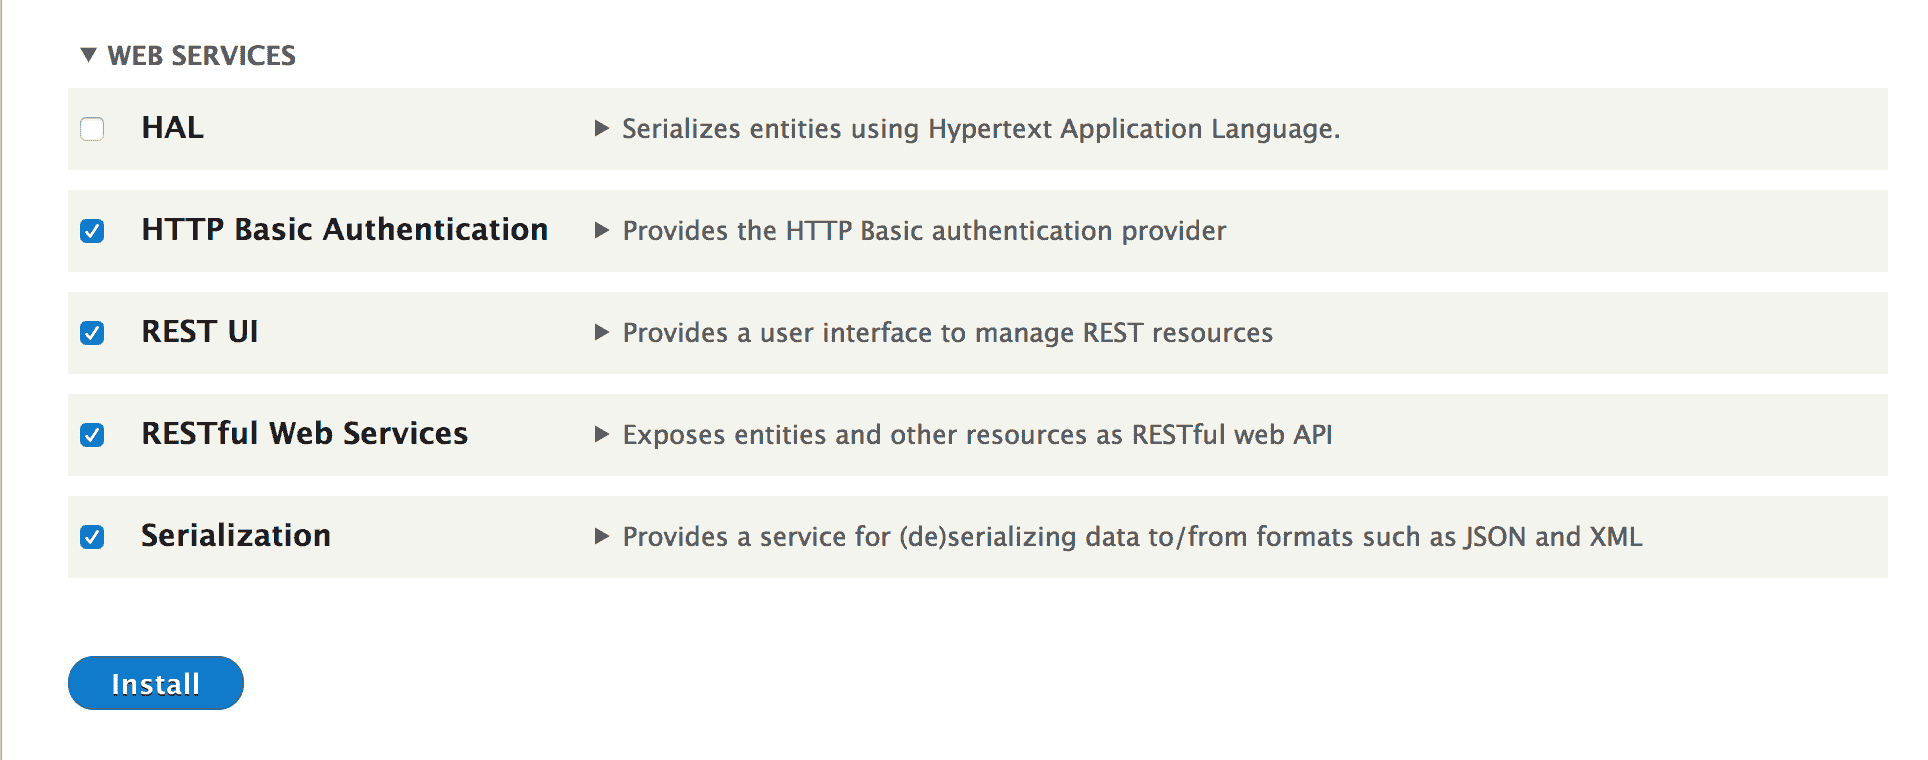 WEB SERVICES
HAL Serializes entities using Hypertext Application Language.
HTTP Basic Authentication Provides the HTTP Basic authentication provider
REST UI Provides a user interface to manage REST resources
RESTful Web Services Exposes entities and other resources as RESTful web API
Serialization Provides a service for (de)serializing data to/from formats such as JSON and XML
Install